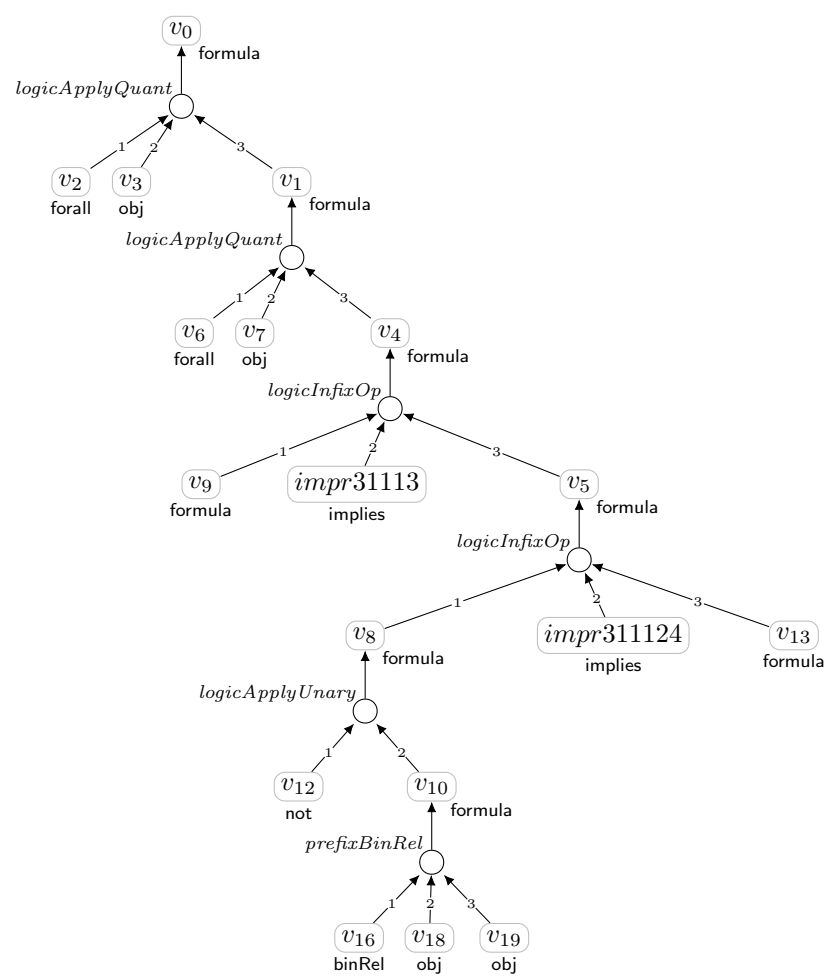 v0
formula
logicApplyQuant
1 2 3
v2 v3 v1
forall obj formula
logicApplyQuant
1 2 3
v6 v7 v4
forall obj formula
logicInfixOp
1 2 3
v9 impr31113 v5
formula implies formula
logicInfixOp
1 2 3
v8 impr311124 v13
formula implies formula
logicApplyUnary
1 2
v12 v10
not formula
prefixBinRel
1 2 3
v16 v18 v19
binRel obj obj